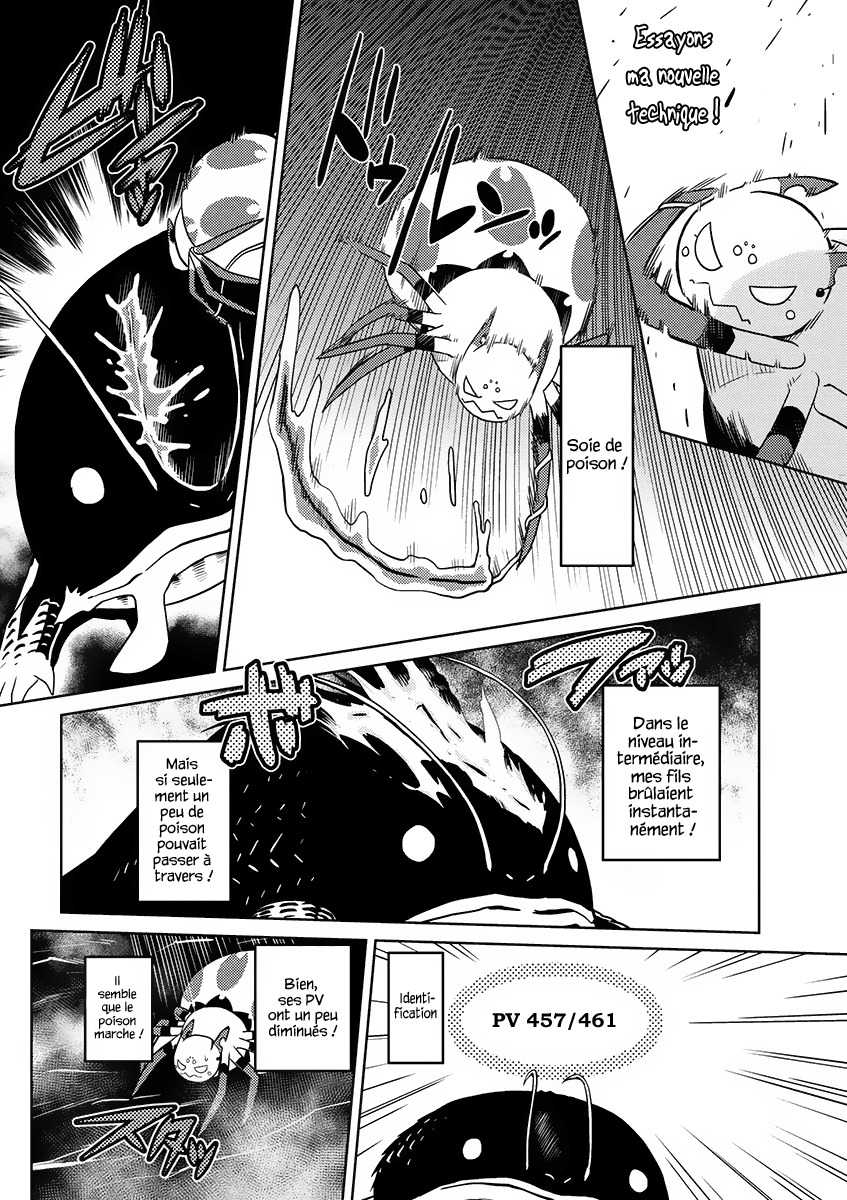 Essayons
ma nouvelle
technique !
Soie de
poison !
Dans le
niveau in-
termédiaire,
mes fils
brûlaient
instanta-
nément !
Mais
si seule-
ment un
peu de
poison
pouvait
passer à
travers !
Identi-
fication
PV 457/461
Bien,
ses PV
ont un peu
diminués !
Il
semble
que le
poison
marche !